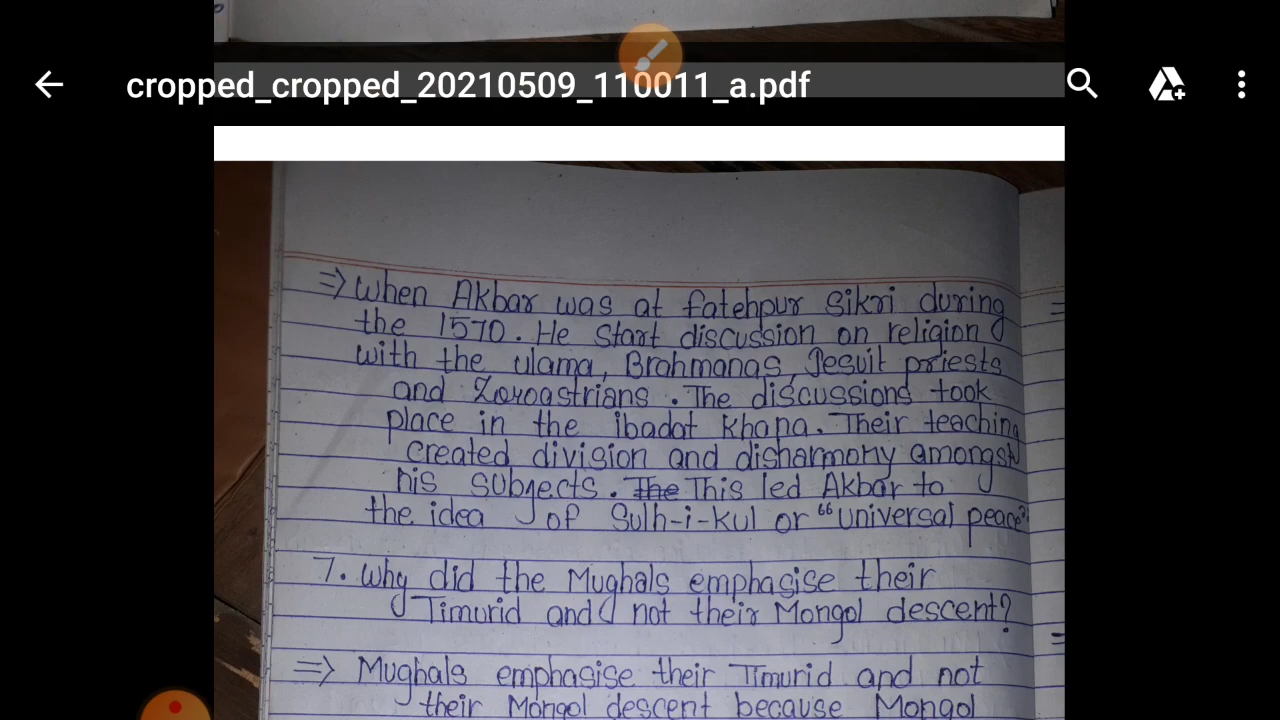 cropped_cropped_20210509_110011_a.pdf
⇒ When Akbar was at fatehpur Sikri during
the 1570. He start discussion on religion
with the ulama, Brahmanas, Jesuit priests
and Zoroastrians. The discussions took
place in the ibadat khana. Their teaching
created division and disharmony amongst
his subjects. The This led Akbar to
the idea of Sulh-i-kul or "universal peace".
7. Why did the Mughals emphasise their
Timurid and not their Mongol descent?
⇒ Mughals emphasise their Timurid and not
their Mongol descent because Mongol